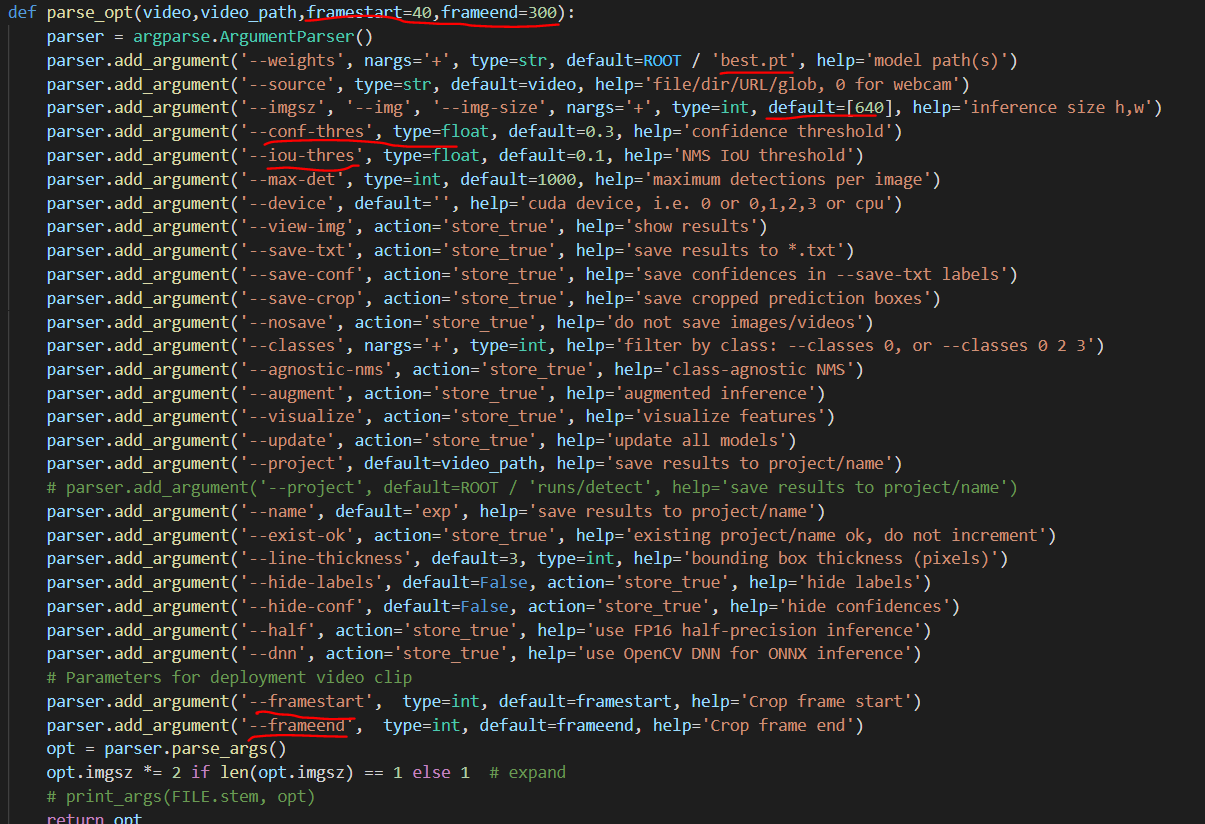 def parse_opt(video,video_path,framestart=40,frameend=300):
parser = argparse.ArgumentParser()
parser.add_argument('--weights', nargs='+', type=str, default=ROOT / 'best.pt', help='model path(s)')
parser.add_argument('--source', type=str, default=video, help='file/dir/URL/glob, 0 for webcam')
parser.add_argument('--imgsz', '--img', '--img-size', nargs='+', type=int, default=[640], help='inference size h,w')
parser.add_argument('--conf-thres', type=float, default=0.3, help='confidence threshold')
parser.add_argument('--iou-thres', type=float, default=0.1, help='NMS IoU threshold')
parser.add_argument('--max-det', type=int, default=1000, help='maximum detections per image')
parser.add_argument('--device', default='', help='cuda device, i.e. 0 or 0,1,2,3 or cpu')
parser.add_argument('--view-img', action='store_true', help='show results')
parser.add_argument('--save-txt', action='store_true', help='save results to *.txt')
parser.add_argument('--save-conf', action='store_true', help='save confidences in --save-txt labels')
parser.add_argument('--save-crop', action='store_true', help='save cropped prediction boxes')
parser.add_argument('--nosave', action='store_true', help='do not save images/videos')
parser.add_argument('--classes', nargs='+', type=int, help='filter by class: --classes 0, or --classes 0 2 3')
parser.add_argument('--agnostic-nms', action='store_true', help='class-agnostic NMS')
parser.add_argument('--augment', action='store_true', help='augmented inference')
parser.add_argument('--visualize', action='store_true', help='visualize features')
parser.add_argument('--update', action='store_true', help='update all models')
parser.add_argument('--project', default=video_path, help='save results to project/name')
# parser.add_argument('--project', default=ROOT / 'runs/detect', help='save results to project/name')
parser.add_argument('--name', default='exp', help='save results to project/name')
parser.add_argument('--exist-ok', action='store_true', help='existing project/name ok, do not increment')
parser.add_argument('--line-thickness', default=3, type=int, help='bounding box thickness (pixels)')
parser.add_argument('--hide-labels', default=False, action='store_true', help='hide labels')
parser.add_argument('--hide-conf', default=False, action='store_true', help='hide confidences')
parser.add_argument('--half', action='store_true', help='use FP16 half-precision inference')
parser.add_argument('--dnn', action='store_true', help='use OpenCV DNN for ONNX inference')
# Parameters for deployment video clip
parser.add_argument('--framestart',  type=int, default=framestart, help='Crop frame start')
parser.add_argument('--frameend',  type=int, default=frameend, help='Crop frame end')
opt = parser.parse_args()
opt.imgsz *= 2 if len(opt.imgsz) == 1 else 1  # expand
# print_args(FILE.stem, opt)
return opt